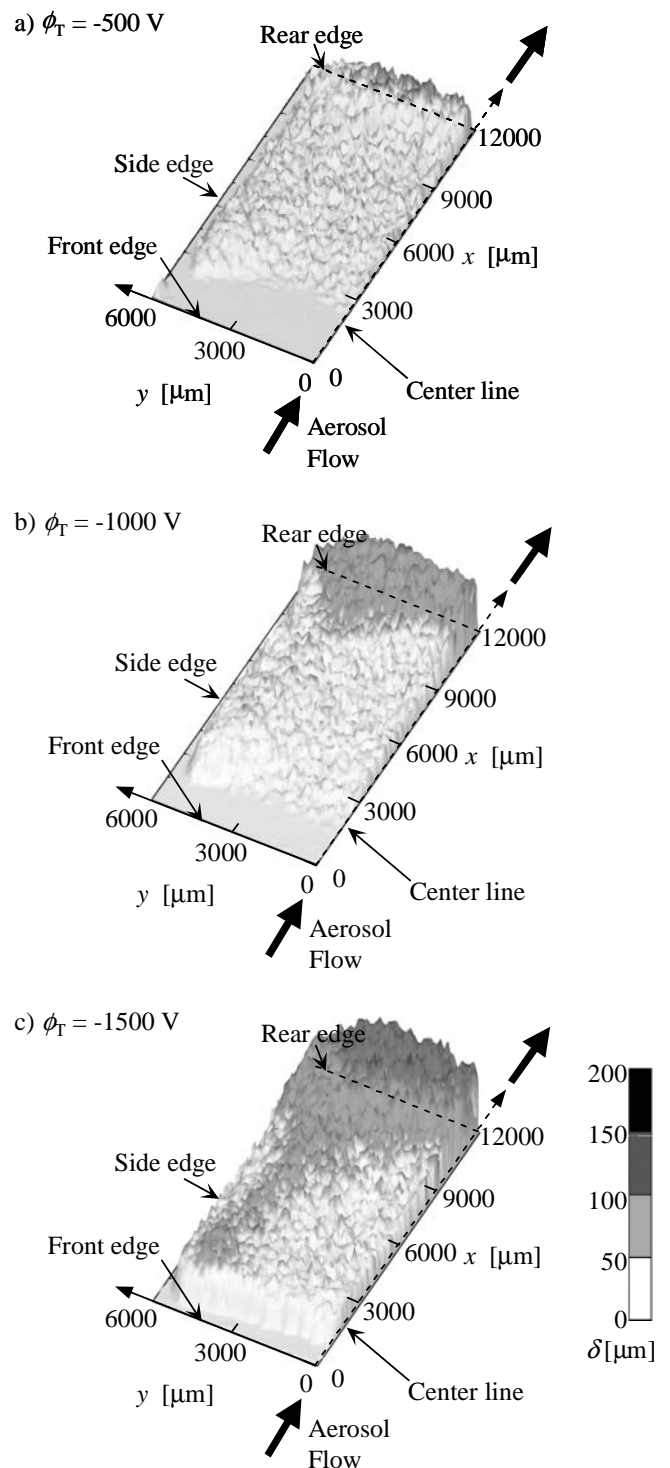 a) ϕT = -500 V
Rear edge
12000
Side edge
9000
Front edge
6000 x [μm]
6000
3000
3000
0 0
Center line
y [μm]
Aerosol
Flow
b) ϕT = -1000 V
Rear edge
12000
Side edge
9000
Front edge
6000 x [μm]
6000
3000
3000
0 0
Center line
y [μm]
Aerosol
Flow
c) ϕT = -1500 V
Rear edge
200
12000
150
Side edge
9000
100
Front edge
6000 x [μm]
50
6000
3000
0
3000
δ [μm]
0 0
Center line
y [μm]
Aerosol
Flow